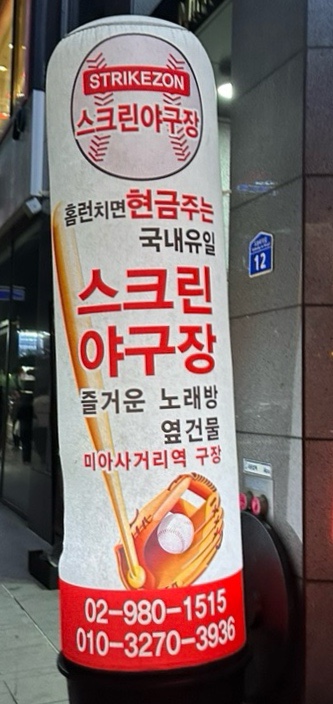 STRIKEZON
스크린야구장
홈런치면현금주는
국내유일
스크린
야구장
즐거운 노래방
옆건물
미아사거리역 구장
02-980-1515
010-3270-3936
12